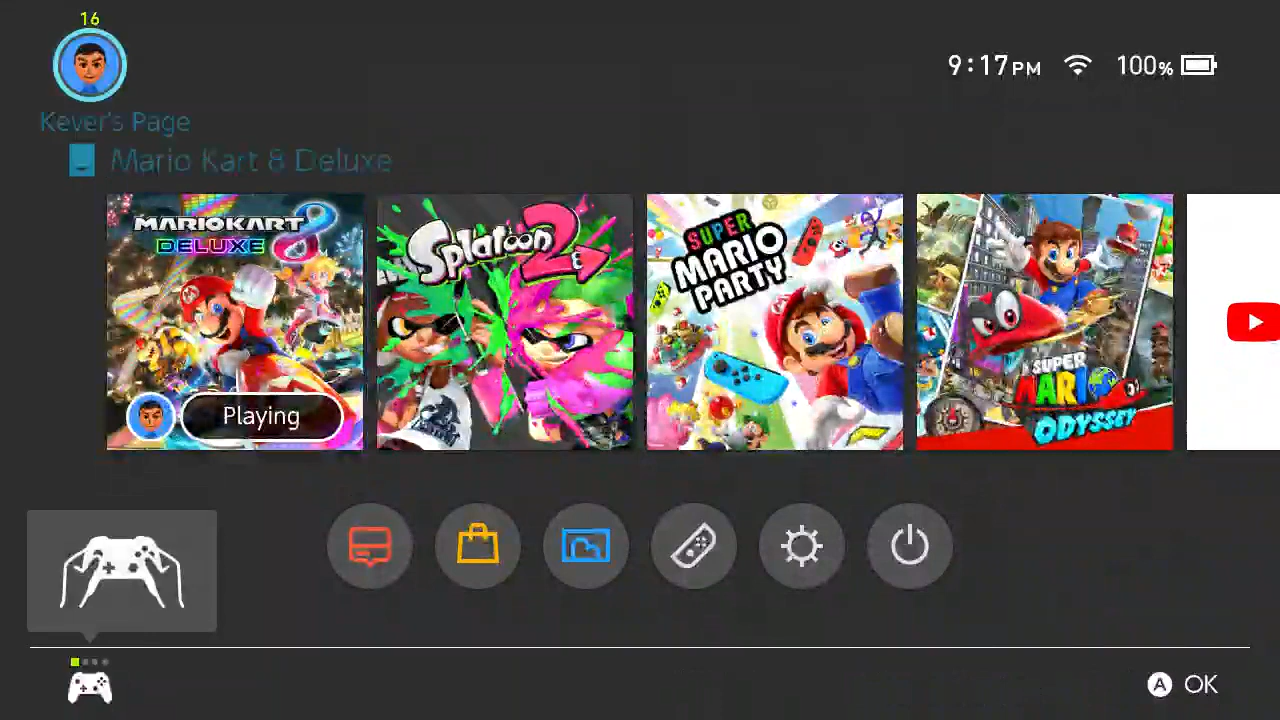 16
9:17PM 100%
Kever's Page
Mario Kart 8 Deluxe
MARIOKART 8
DELUXE
Splatoon 2
SUPER
MARIO
PARTY
SUPER
MARIO
ODYSSEY
Playing
A OK